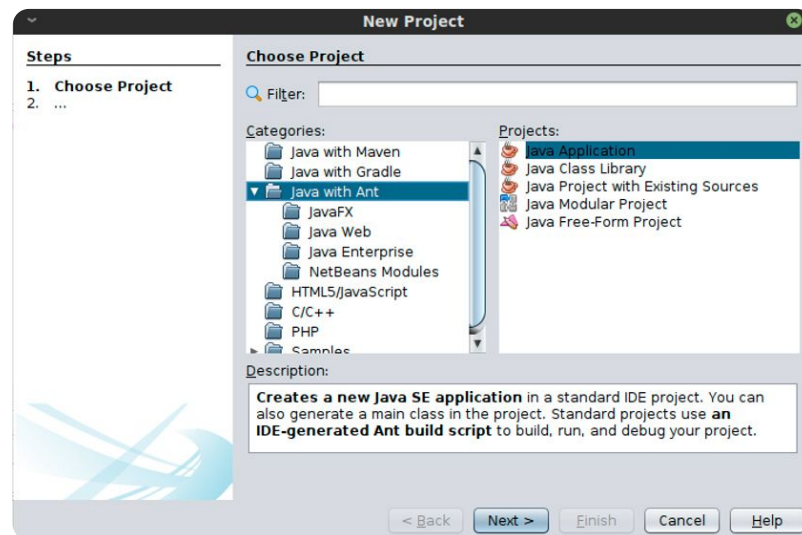 New Project
Steps
1. Choose Project
2. ...
Choose Project
Filter:
Categories:
Java with Maven
Java with Gradle
Java with Ant
JavaFX
Java Web
Java Enterprise
NetBeans Modules
HTML5/JavaScript
C/C++
PHP
Samples
Projects:
Java Application
Java Class Library
Java Project with Existing Sources
Java Modular Project
Java Free-Form Project
Description:
Creates a new Java SE application in a standard IDE project. You can
also generate a main class in the project. Standard projects use an
IDE-generated Ant build script to build, run, and debug your project.
< Back
Next >
Finish
Cancel
Help